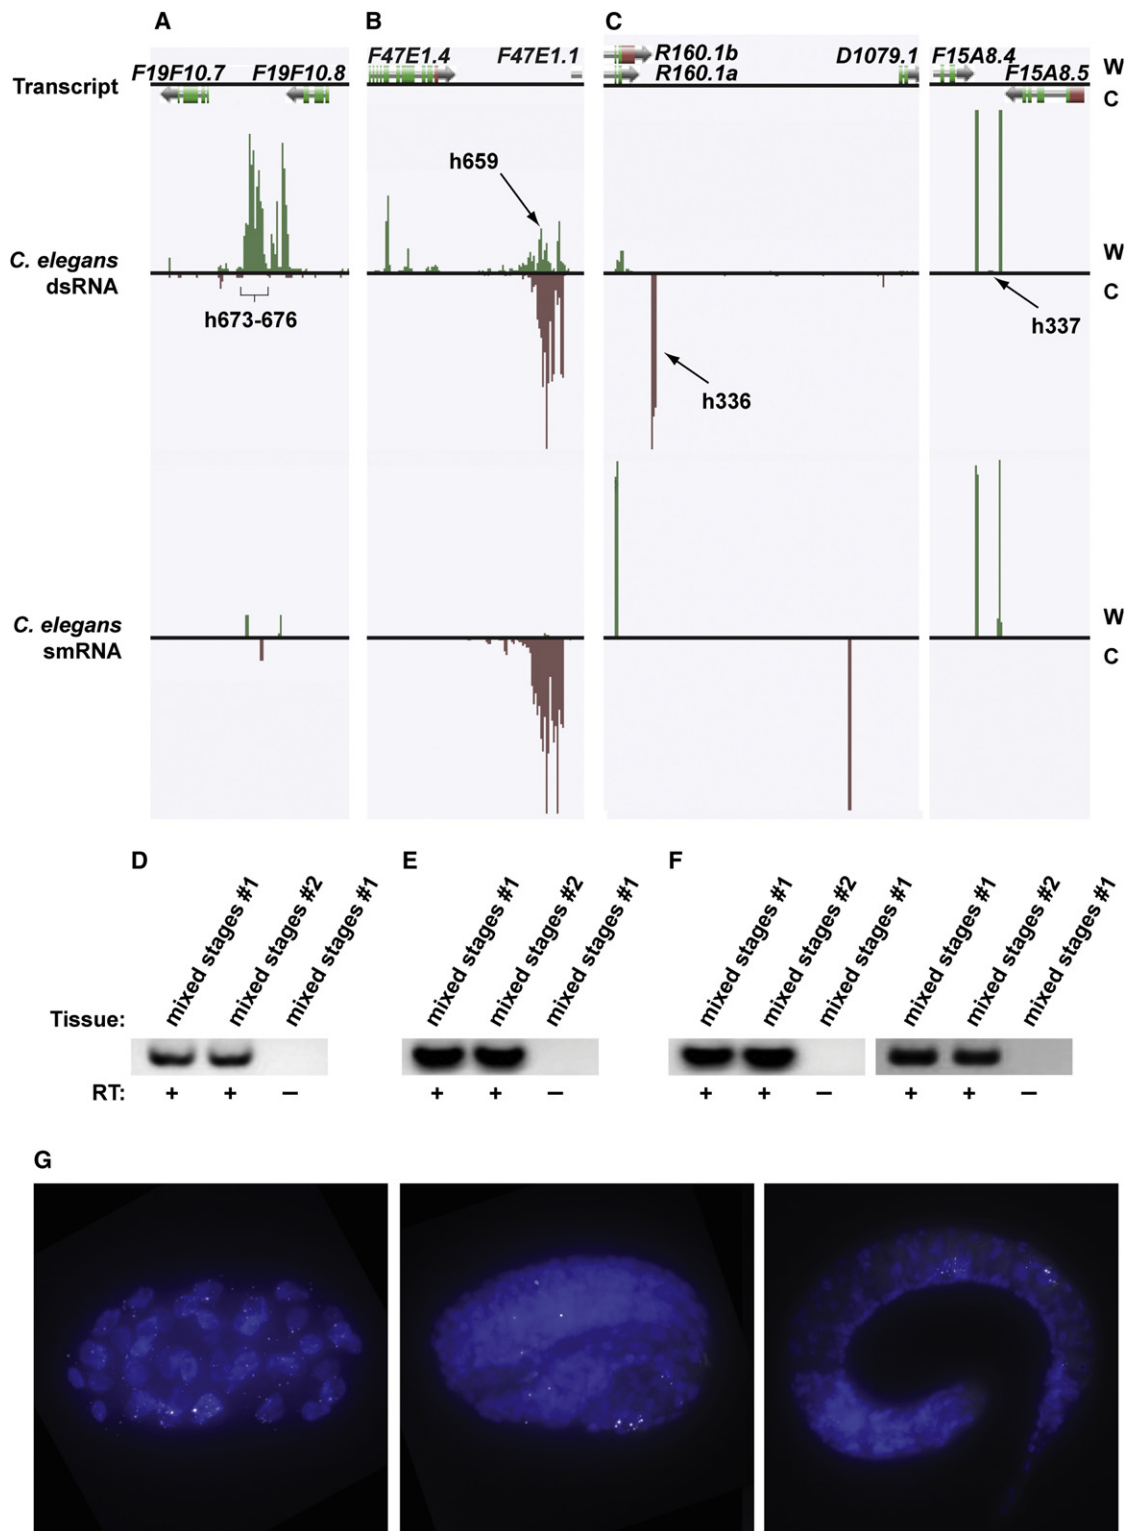 A
B
C
Transcript
F19F10.7
F19F10.8
F47E1.4
F47E1.1
R160.1b
R160.1a
D1079.1
F15A8.4
F15A8.5
W
C
C. elegans
dsRNA
h673-676
h659
h336
h337
W
C
C. elegans
smRNA
W
C
D
E
F
Tissue:
mixed stages #1
mixed stages #2
mixed stages #1
mixed stages #1
mixed stages #2
mixed stages #1
mixed stages #1
mixed stages #2
mixed stages #1
mixed stages #1
mixed stages #2
mixed stages #1
RT:
+ + –
+ + –
+ + –
+ + –
G